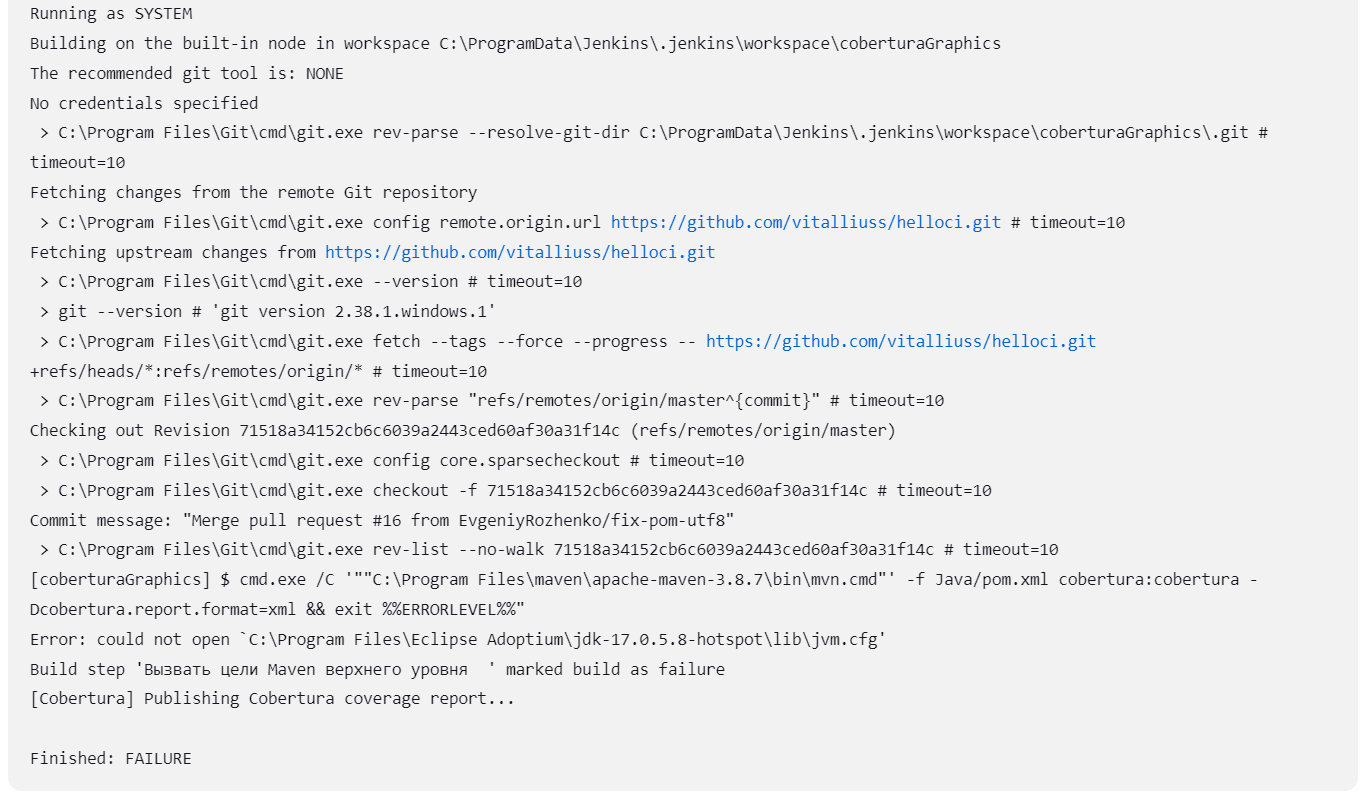 Running as SYSTEM
Building on the built-in node in workspace C:\ProgramData\Jenkins\.jenkins\workspace\coberturaGraphics
The recommended git tool is: NONE
No credentials specified
 > C:\Program Files\Git\cmd\git.exe rev-parse --resolve-git-dir C:\ProgramData\Jenkins\.jenkins\workspace\coberturaGraphics\.git #
timeout=10
Fetching changes from the remote Git repository
 > C:\Program Files\Git\cmd\git.exe config remote.origin.url https://github.com/vitalliuss/helloci.git # timeout=10
Fetching upstream changes from https://github.com/vitalliuss/helloci.git
 > C:\Program Files\Git\cmd\git.exe --version # timeout=10
 > git --version # 'git version 2.38.1.windows.1'
 > C:\Program Files\Git\cmd\git.exe fetch --tags --force --progress -- https://github.com/vitalliuss/helloci.git
+refs/heads/*:refs/remotes/origin/* # timeout=10
 > C:\Program Files\Git\cmd\git.exe rev-parse "refs/remotes/origin/master^{commit}" # timeout=10
Checking out Revision 71518a34152cb6c6039a2443ced60af30a31f14c (refs/remotes/origin/master)
 > C:\Program Files\Git\cmd\git.exe config core.sparsecheckout # timeout=10
 > C:\Program Files\Git\cmd\git.exe checkout -f 71518a34152cb6c6039a2443ced60af30a31f14c # timeout=10
Commit message: "Merge pull request #16 from EvgeniyRozhenko/fix-pom-utf8"
 > C:\Program Files\Git\cmd\git.exe rev-list --no-walk 71518a34152cb6c6039a2443ced60af30a31f14c # timeout=10
[coberturaGraphics] $ cmd.exe /C '""C:\Program Files\maven\apache-maven-3.8.7\bin\mvn.cmd"' -f Java/pom.xml cobertura:cobertura -
Dcobertura.report.format=xml && exit %%ERRORLEVEL%%"
Error: could not open `C:\Program Files\Eclipse Adoptium\jdk-17.0.5.8-hotspot\lib\jvm.cfg'
Build step 'Вызвать цели Maven верхнего уровня  ' marked build as failure
[Cobertura] Publishing Cobertura coverage report...
Finished: FAILURE